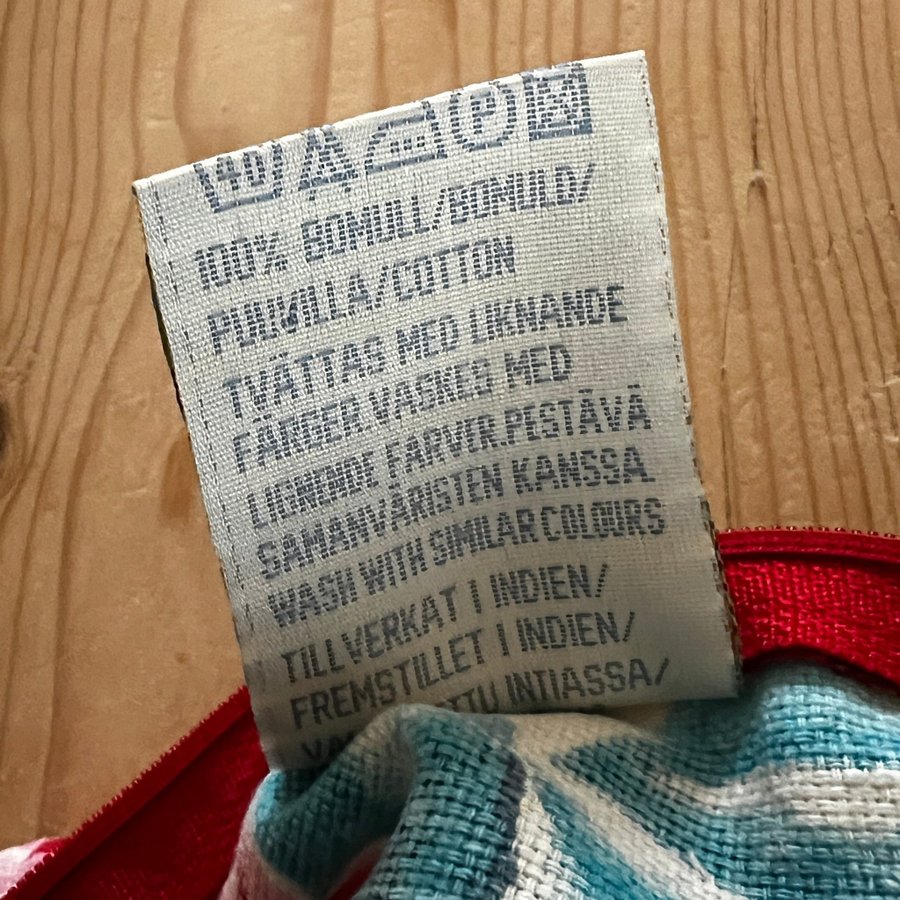 40 P
100% BOMULL/BOMULD/
PUUVILLA/COTTON
TVÄTTAS MED LIKNANDE
FÄRGER.VASKES MED
LIGNENDE FARVER.PESTÄVÄ
SAMANVÄRISTEN KANSSA.
WASH WITH SIMILAR COLOURS
TILLVERKAT I INDIEN/
FREMSTILLET I INDIEN/
INTIASSA/